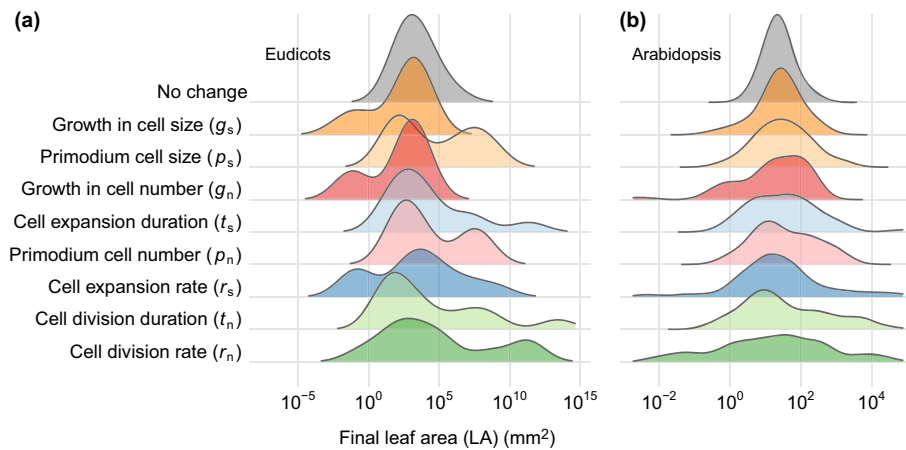 (a)
(b)
Eudicots
Arabidopsis
No change
Growth in cell size (gs)
Primodium cell size (ps)
Growth in cell number (gn)
Cell expansion duration (ts)
Primodium cell number (pn)
Cell expansion rate (rs)
Cell division duration (tn)
Cell division rate (rn)
10⁻⁵ 10⁰ 10⁵ 10¹⁰ 10¹⁵
10⁻² 10⁰ 10² 10⁴
Final leaf area (LA) (mm²)